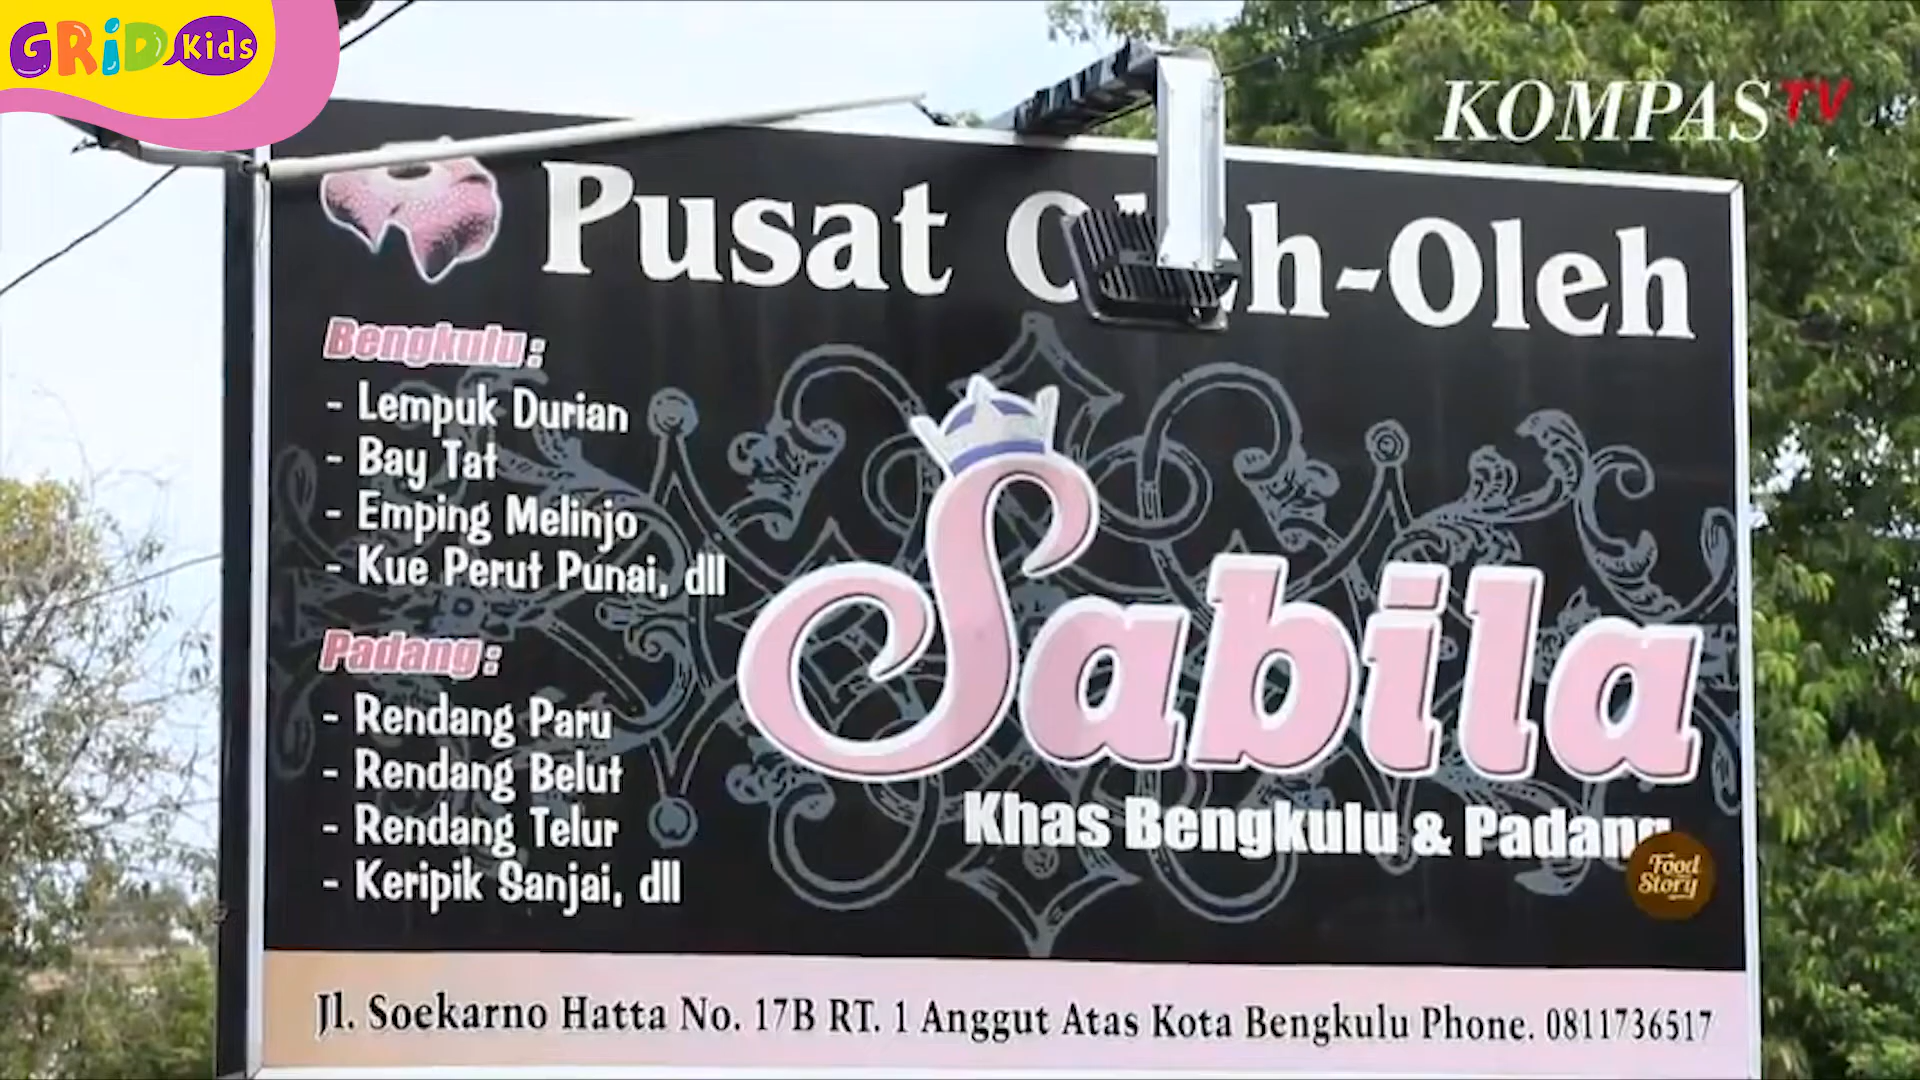 GRiD Kids
KOMPAS TV
Pusat Oleh-Oleh
Bengkulu :
- Lempuk Durian
- Bay Tat
- Emping Melinjo
- Kue Perut Punai, dll
Padang :
- Rendang Paru
- Rendang Belut
- Rendang Telur
- Keripik Sanjai, dll
Sabila
Khas Bengkulu & Padang
Food
Story
Jl. Soekarno Hatta No. 17B RT. 1 Anggut Atas Kota Bengkulu Phone. 0811736517